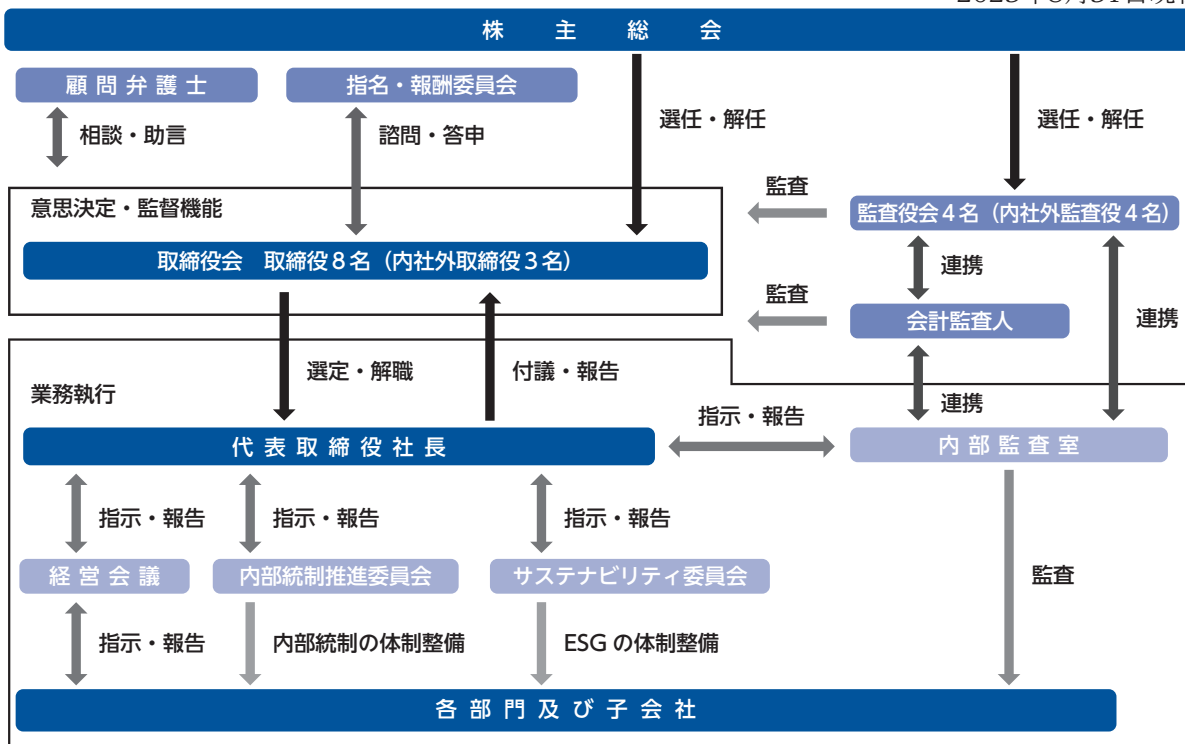 株主総会
顧問弁護士
指名・報酬委員会
相談・助言
諮問・答申
選任・解任
選任・解任
意思決定・監督機能
監査
監査役会4名（内社外監査役4名）
取締役会 取締役8名（内社外取締役3名）
連携
監査
会計監査人
連携
選定・解職
付議・報告
業務執行
連携
指示・報告
代表取締役社長
内部監査室
指示・報告
指示・報告
指示・報告
経営会議
内部統制推進委員会
サステナビリティ委員会
監査
指示・報告
内部統制の体制整備
ESGの体制整備
各部門及び子会社